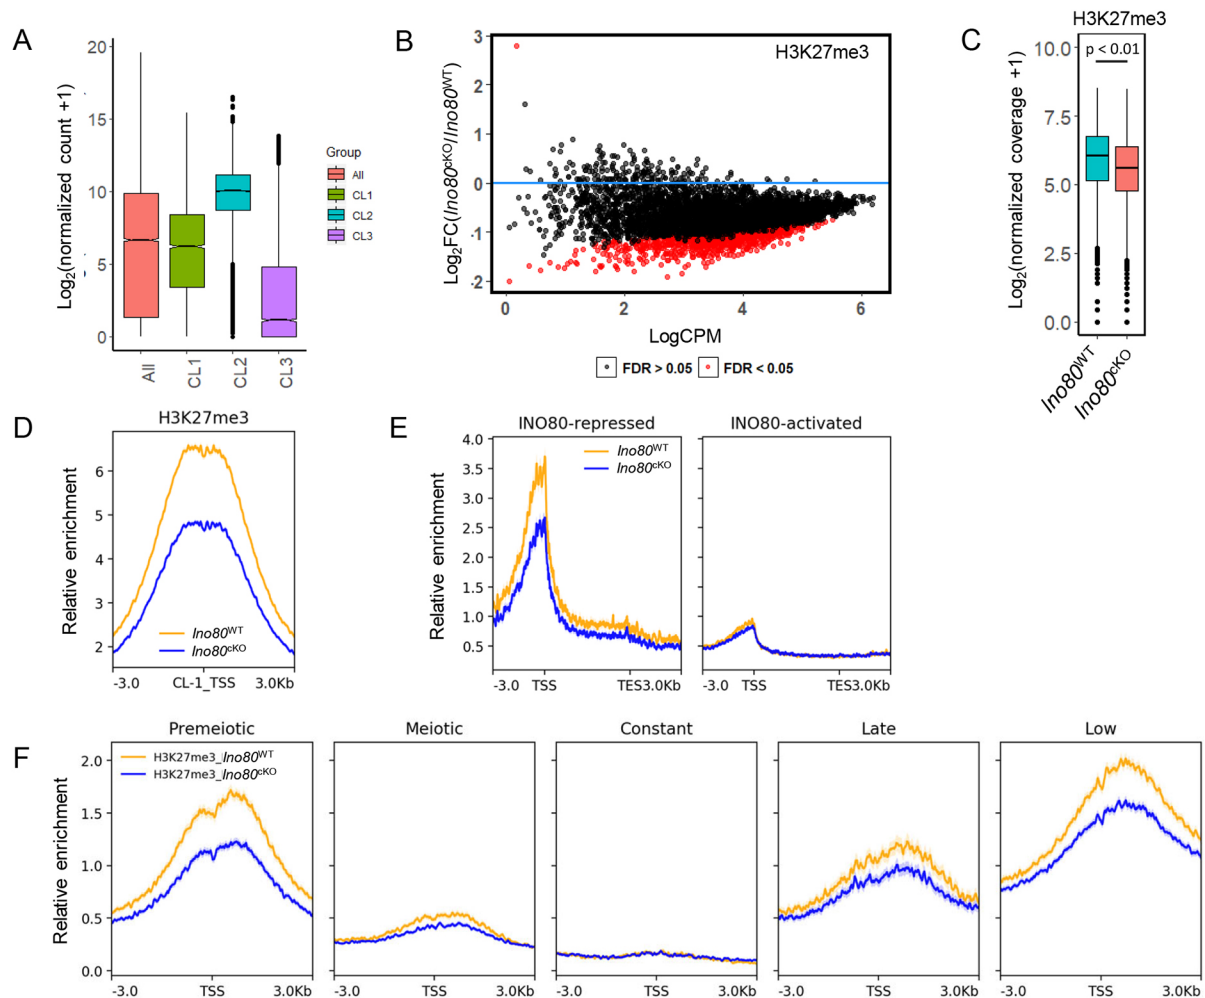 A
Log2(normalized count +1)
20
15
10
5
0
All
CL1
CL2
CL3
Group
All
CL1
CL2
CL3
B
Log2FC(Ino80cKO/Ino80WT)
H3K27me3
3
2
1
0
-1
-2
0
2
4
6
LogCPM
FDR > 0.05
FDR < 0.05
C
H3K27me3
Log2(normalized coverage +1)
p < 0.01
10.0
7.5
5.0
2.5
0.0
Ino80WT
Ino80cKO
D
H3K27me3
Relative enrichment
6
5
4
3
2
Ino80WT
Ino80cKO
-3.0
CL-1_TSS
3.0Kb
E
INO80-repressed
INO80-activated
Relative enrichment
4.0
3.5
3.0
2.5
2.0
1.5
1.0
0.5
Ino80WT
Ino80cKO
-3.0
TSS
TES3.0Kb
-3.0
TSS
TES3.0Kb
F
Premeiotic
Meiotic
Constant
Late
Low
Relative enrichment
2.0
1.5
1.0
0.5
0.0
H3K27me3_Ino80WT
H3K27me3_Ino80cKO
-3.0
TSS
3.0Kb
-3.0
TSS
3.0Kb
-3.0
TSS
3.0Kb
-3.0
TSS
3.0Kb
-3.0
TSS
3.0Kb